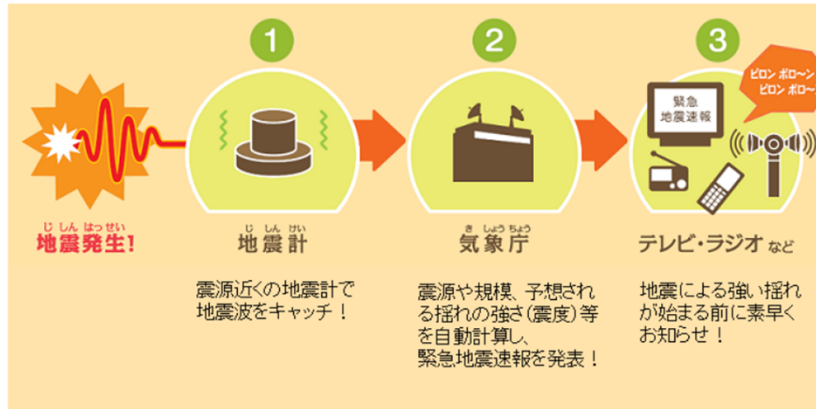 1
2
3
ピロン ポロ〜ン
ピロン ポロ〜
緊急
地震速報
じ しん はっ せい
地震発生!
じ しん けい
地震計
き しょう ちょう
気象庁
テレビ・ラジオ など
震源近くの地震計で
地震波をキャッチ！
震源や規模、予想され
る揺れの強さ(震度)等
を自動計算し、
緊急地震速報を発表！
地震による強い揺れ
が始まる前に素早く
お知らせ！